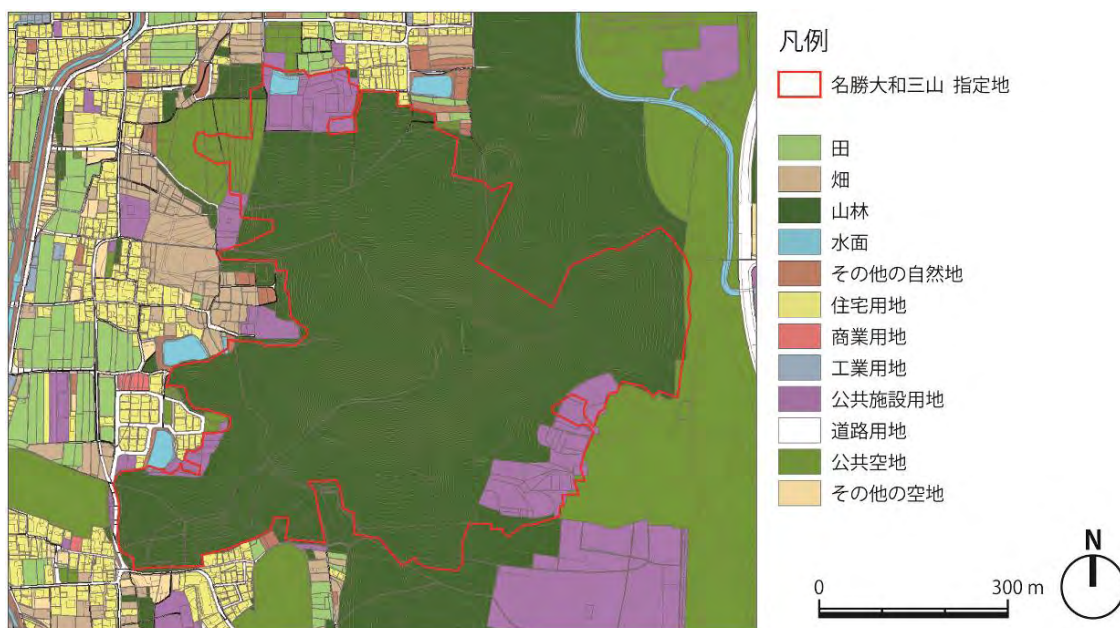 凡例
名勝大和三山 指定地
田
畑
山林
水面
その他の自然地
住宅用地
商業用地
工業用地
公共施設用地
道路用地
公共空地
その他の空地
N
0 300 m